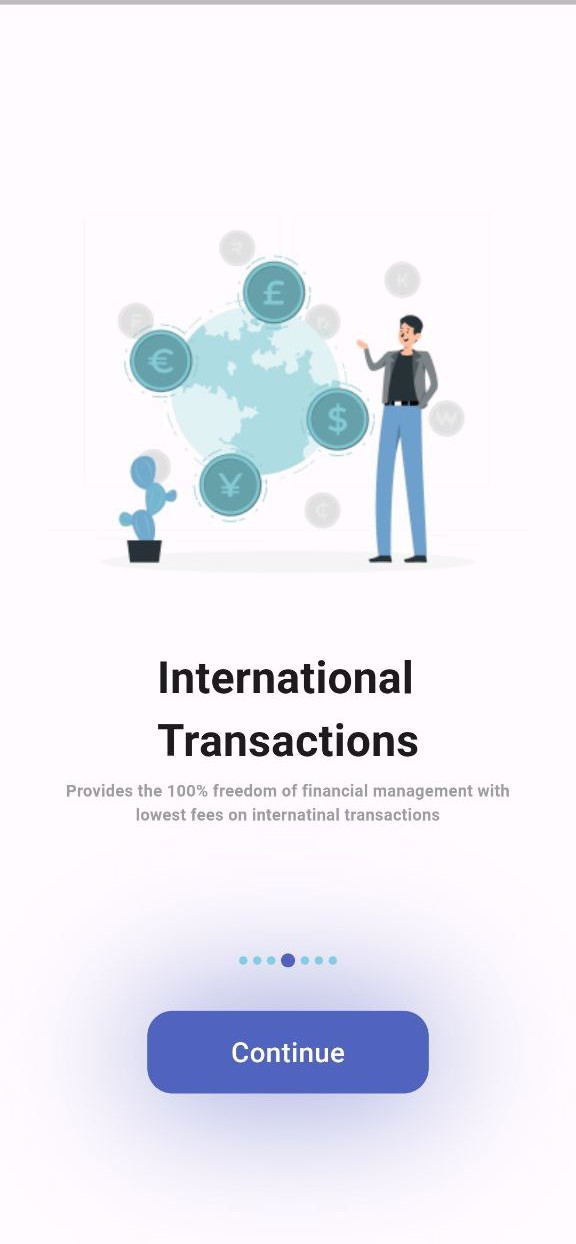 £
€
$
¥
International
Transactions
Provides the 100% freedom of financial management with
lowest fees on internatinal transactions
Continue